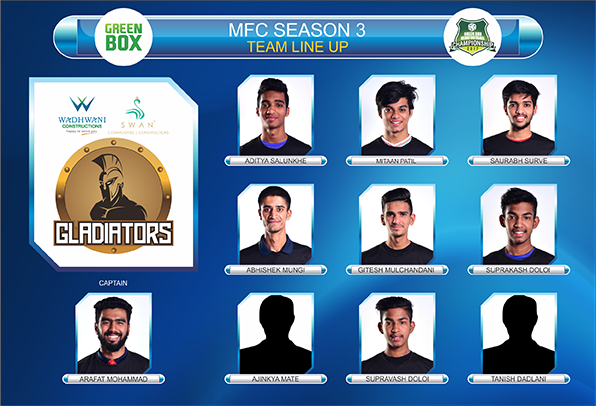 GREEN
BOX
MFC SEASON 3
TEAM LINE UP
CHAMPIONSHIP
WADHWANI
CONSTRUCTIONS
SWAN
GLADIATORS
ADITYA SALUNKHE
MITAAN PATIL
SAURABH SURVE
ABHISHEK MUNGI
GITESH MULCHANDANI
SUPRAKASH DOLOI
CAPTAIN
ARAFAT MOHAMMAD
AJINKYA MATE
SUPRAVASH DOLOI
TANISH DADLANI